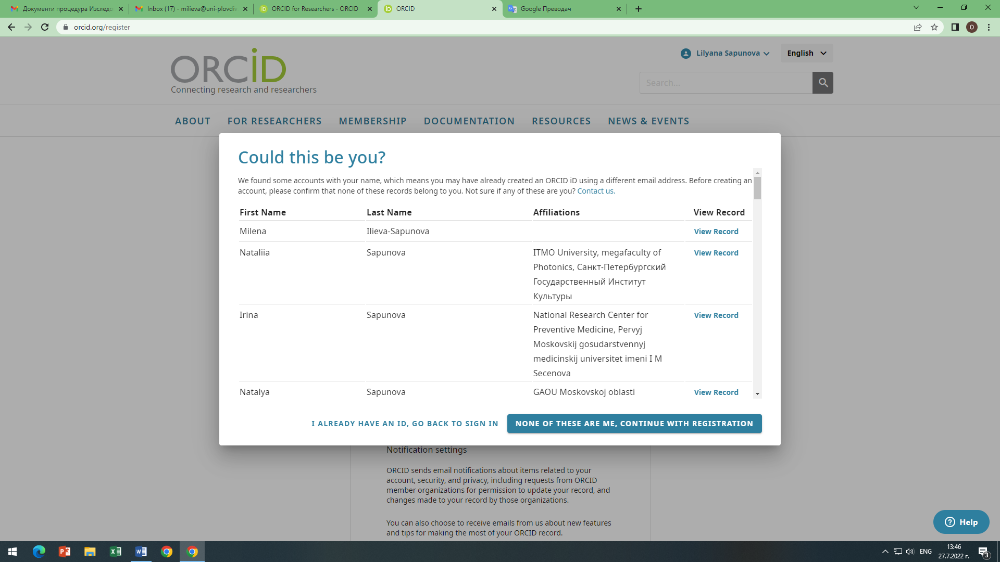 Документи процедура Изследо
Inbox (17) - milieva@uni-plovdiv
ORCID for Researchers - ORCID
ORCID
Google Преводач
orcid.org/register
O
ORCiD
Connecting research and researchers
Lilyana Sapunova
English
Search...
ABOUT FOR RESEARCHERS MEMBERSHIP DOCUMENTATION RESOURCES NEWS & EVENTS
Could this be you?
We found some accounts with your name, which means you may have already created an ORCID iD using a different email address. Before creating an
account, please confirm that none of these records belong to you. Not sure if any of these are you? Contact us.
First Name Last Name Affiliations View Record
Milena Ilieva-Sapunova View Record
Nataliia Sapunova ITMO University, megafaculty of View Record
Photonics, Санкт-Петербургский
Государственный Институт
Культуры
Irina Sapunova National Research Center for View Record
Preventive Medicine, Pervyj
Moskovskij gosudarstvennyj
medicinskij universitet imeni I M
Secenova
Natalya Sapunova GAOU Moskovskoj oblasti View Record
I ALREADY HAVE AN ID, GO BACK TO SIGN IN
NONE OF THESE ARE ME, CONTINUE WITH REGISTRATION
Notification settings
ORCID sends email notifications about items related to your
account, security, and privacy, including requests from ORCID
member organizations for permission to update your record, and
changes made to your record by those organizations.
You can also choose to receive emails from us about new features
and tips for making the most of your ORCID record.
Help
ENG
13:46
27.7.2022 г.
3